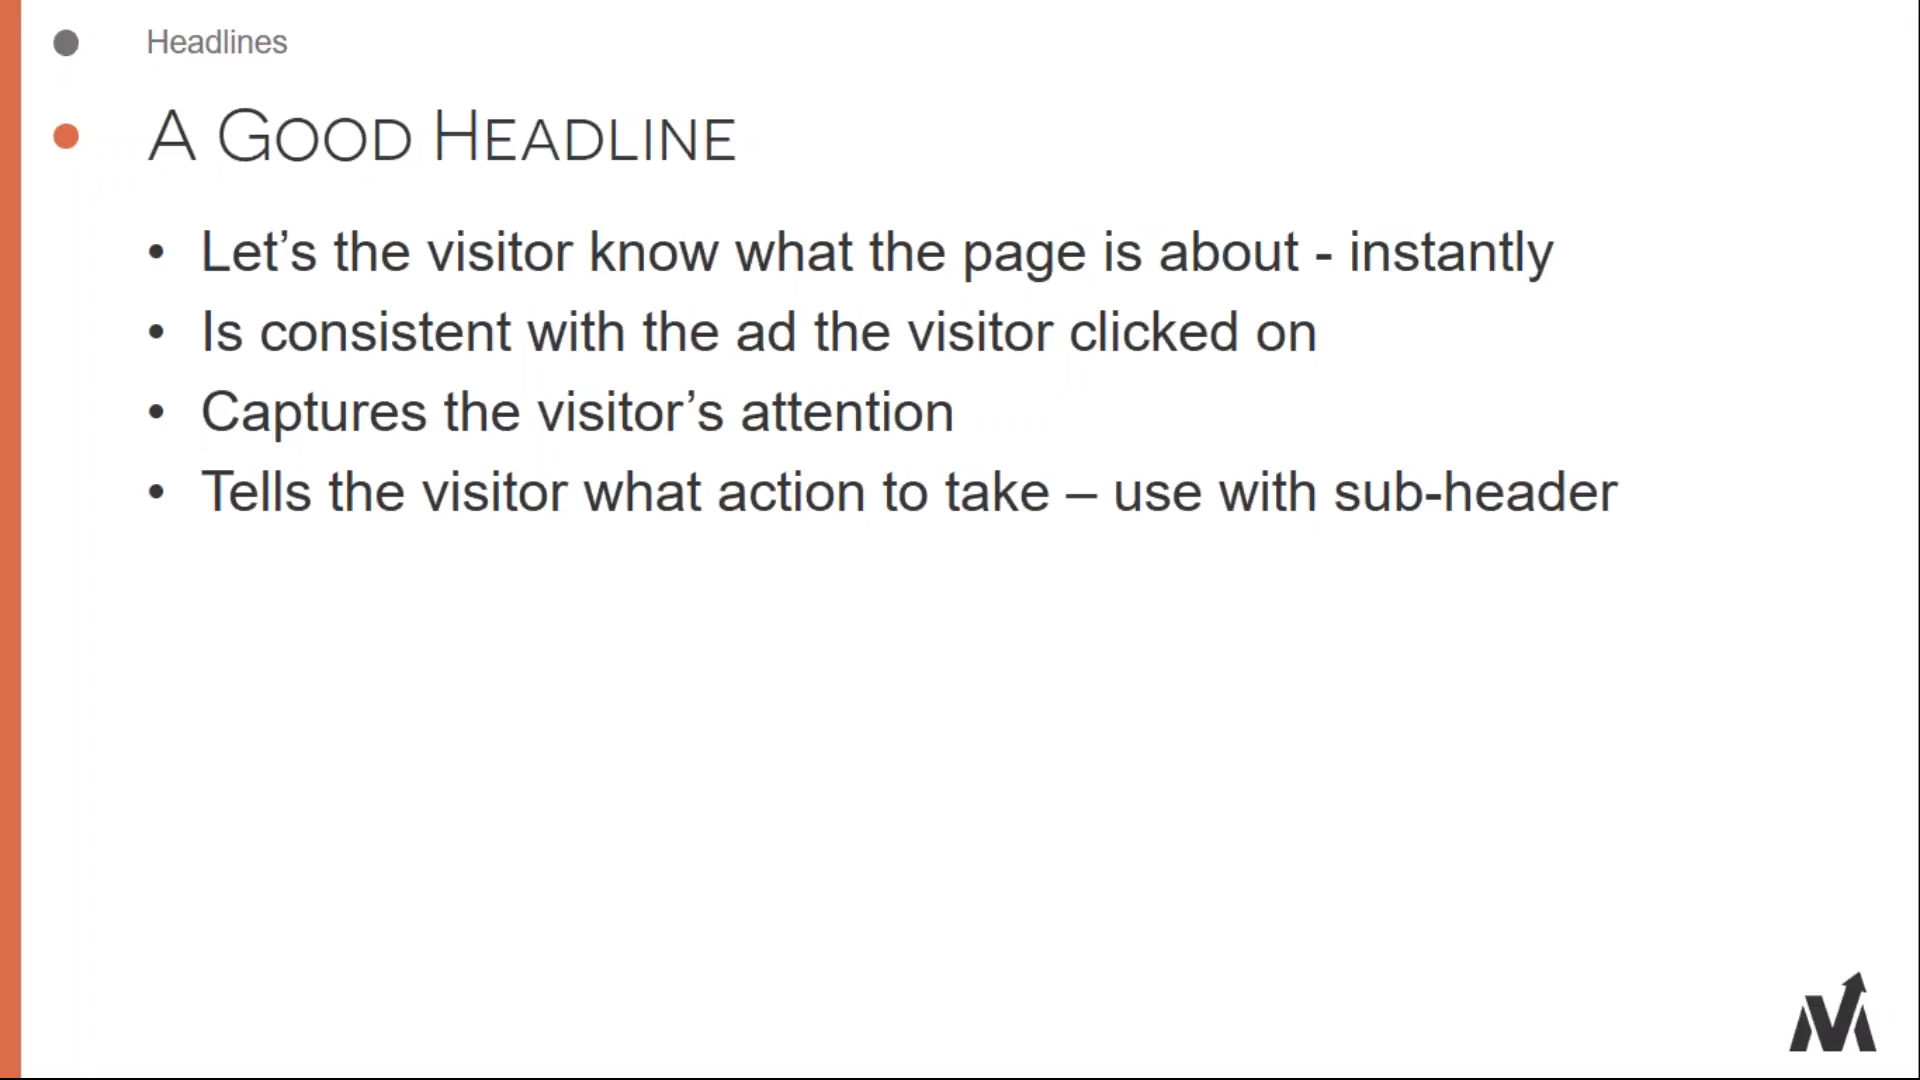 Headlines
A GOOD HEADLINE
• Let’s the visitor know what the page is about - instantly
• Is consistent with the ad the visitor clicked on
• Captures the visitor’s attention
• Tells the visitor what action to take – use with sub-header